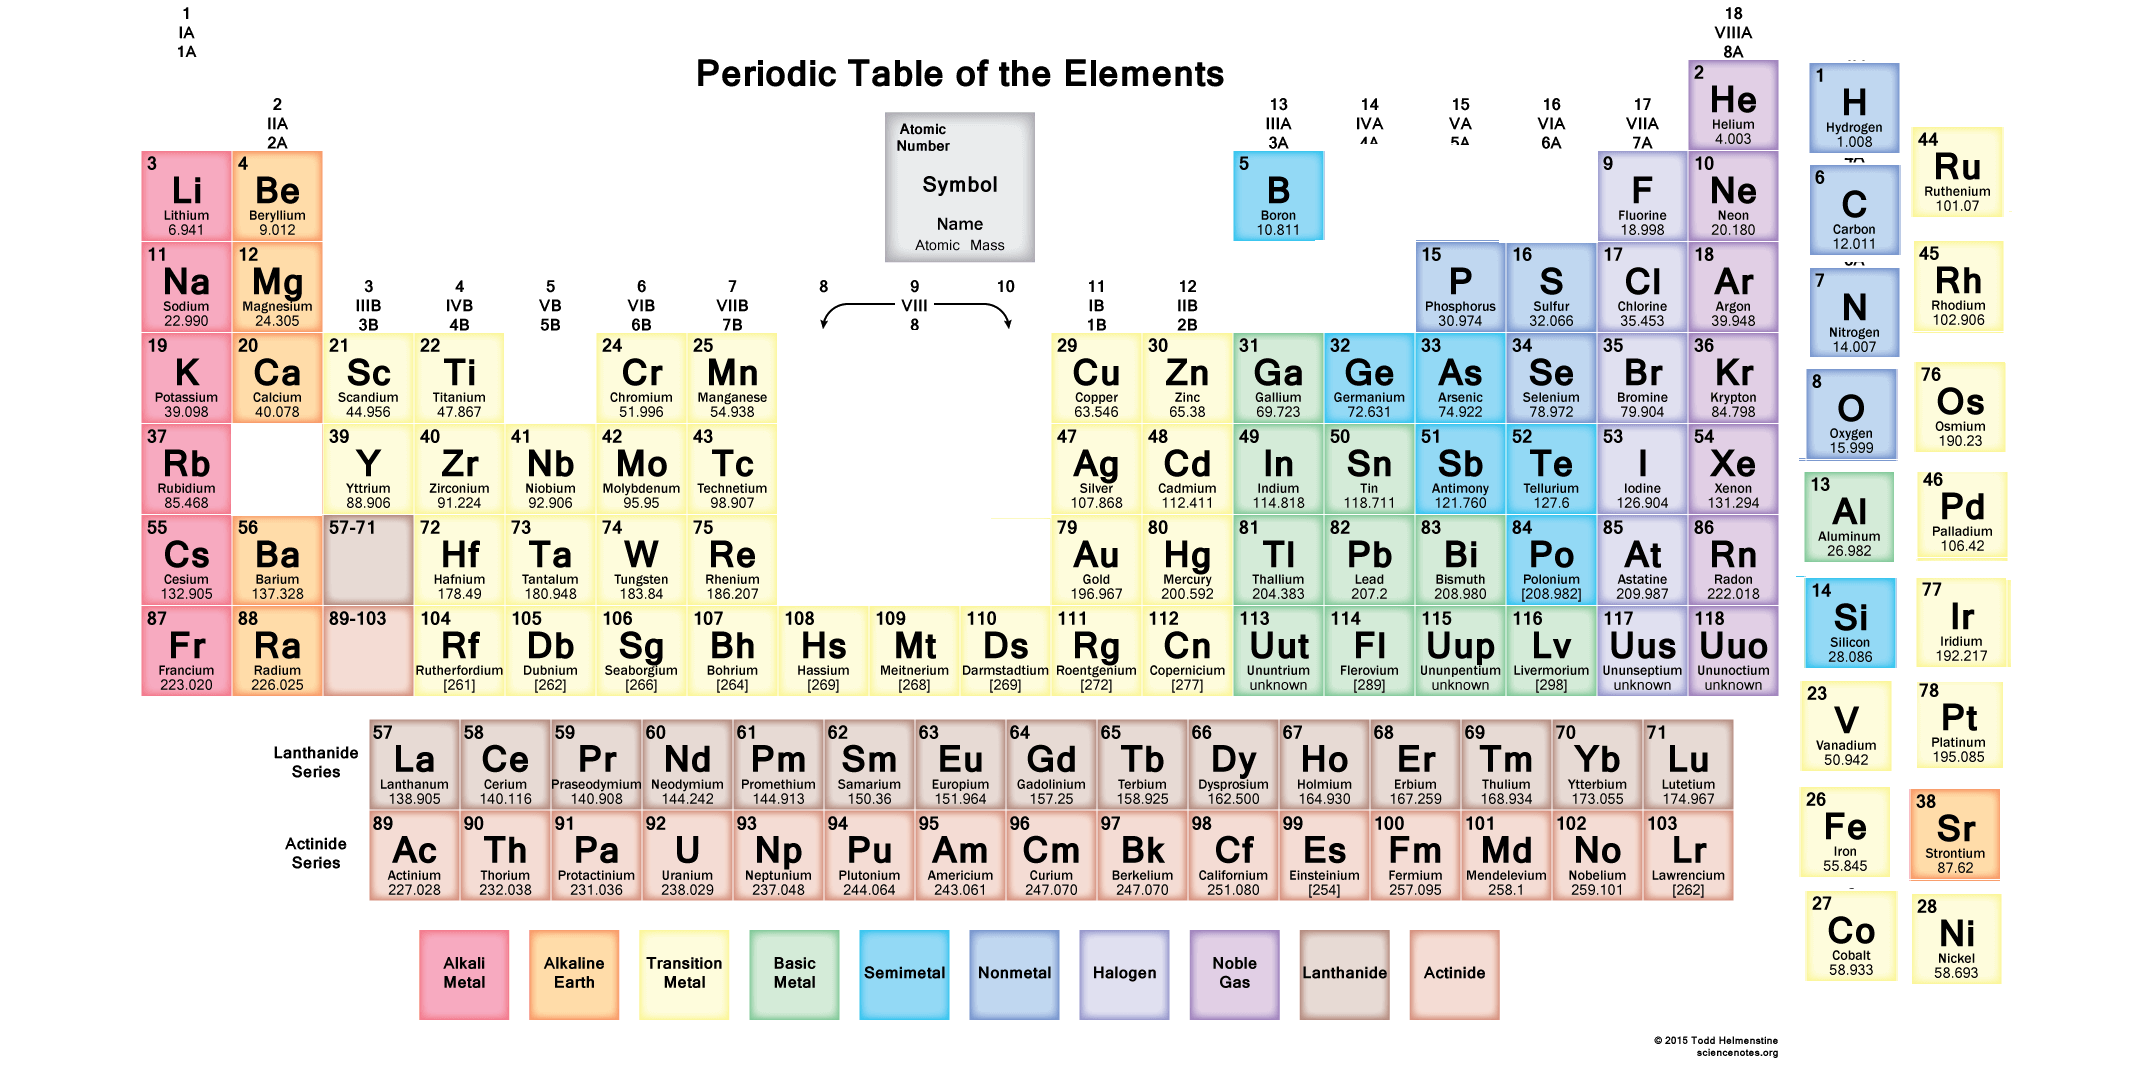 1
IA
1A
18
VIIIA
8A
Periodic Table of the Elements
2
IIA
2A
13
IIIA
3A
14
IVA
4A
15
VA
5A
16
VIA
6A
17
VIIA
7A
Atomic
Number
Symbol
Name
Atomic Mass
2
He
Helium
4.003
3
Li
Lithium
6.941
4
Be
Beryllium
9.012
5
B
Boron
10.811
9
F
Fluorine
18.998
10
Ne
Neon
20.180
11
Na
Sodium
22.990
12
Mg
Magnesium
24.305
3
IIIB
3B
4
IVB
4B
5
VB
5B
6
VIB
6B
7
VIIB
7B
8
9
VIII
8
10
11
IB
1B
12
IIB
2B
15
P
Phosphorus
30.974
16
S
Sulfur
32.066
17
Cl
Chlorine
35.453
18
Ar
Argon
39.948
19
K
Potassium
39.098
20
Ca
Calcium
40.078
21
Sc
Scandium
44.956
22
Ti
Titanium
47.867
24
Cr
Chromium
51.996
25
Mn
Manganese
54.938
29
Cu
Copper
63.546
30
Zn
Zinc
65.38
31
Ga
Gallium
69.723
32
Ge
Germanium
72.631
33
As
Arsenic
74.922
34
Se
Selenium
78.972
35
Br
Bromine
79.904
36
Kr
Krypton
84.798
37
Rb
Rubidium
85.468
39
Y
Yttrium
88.906
40
Zr
Zirconium
91.224
41
Nb
Niobium
92.906
42
Mo
Molybdenum
95.95
43
Tc
Technetium
98.907
47
Ag
Silver
107.868
48
Cd
Cadmium
112.411
49
In
Indium
114.818
50
Sn
Tin
118.711
51
Sb
Antimony
121.760
52
Te
Tellurium
127.6
53
I
Iodine
126.904
54
Xe
Xenon
131.294
55
Cs
Cesium
132.905
56
Ba
Barium
137.328
57-71
72
Hf
Hafnium
178.49
73
Ta
Tantalum
180.948
74
W
Tungsten
183.84
75
Re
Rhenium
186.207
79
Au
Gold
196.967
80
Hg
Mercury
200.592
81
Tl
Thallium
204.383
82
Pb
Lead
207.2
83
Bi
Bismuth
208.980
84
Po
Polonium
[208.982]
85
At
Astatine
209.987
86
Rn
Radon
222.018
87
Fr
Francium
223.020
88
Ra
Radium
226.025
89-103
104
Rf
Rutherfordium
[261]
105
Db
Dubnium
[262]
106
Sg
Seaborgium
[266]
107
Bh
Bohrium
[264]
108
Hs
Hassium
[269]
109
Mt
Meitnerium
[268]
110
Ds
Darmstadtium
[269]
111
Rg
Roentgenium
[272]
112
Cn
Copernicium
[277]
113
Uut
Ununtrium
unknown
114
Fl
Flerovium
[289]
115
Uup
Ununpentium
unknown
116
Lv
Livermorium
[298]
117
Uus
Ununseptium
unknown
118
Uuo
Ununoctium
unknown
Lanthanide
Series
57
La
Lanthanum
138.905
58
Ce
Cerium
140.116
59
Pr
Praseodymium
140.908
60
Nd
Neodymium
144.242
61
Pm
Promethium
144.913
62
Sm
Samarium
150.36
63
Eu
Europium
151.964
64
Gd
Gadolinium
157.25
65
Tb
Terbium
158.925
66
Dy
Dysprosium
162.500
67
Ho
Holmium
164.930
68
Er
Erbium
167.259
69
Tm
Thulium
168.934
70
Yb
Ytterbium
173.055
71
Lu
Lutetium
174.967
Actinide
Series
89
Ac
Actinium
227.028
90
Th
Thorium
232.038
91
Pa
Protactinium
231.036
92
U
Uranium
238.029
93
Np
Neptunium
237.048
94
Pu
Plutonium
244.064
95
Am
Americium
243.061
96
Cm
Curium
247.070
97
Bk
Berkelium
247.070
98
Cf
Californium
251.080
99
Es
Einsteinium
[254]
100
Fm
Fermium
257.095
101
Md
Mendelevium
258.1
102
No
Nobelium
259.101
103
Lr
Lawrencium
[262]
Alkali
Metal
Alkaline
Earth
Transition
Metal
Basic
Metal
Semimetal
Nonmetal
Halogen
Noble
Gas
Lanthanide
Actinide
1
H
Hydrogen
1.008
6
C
Carbon
12.011
7
N
Nitrogen
14.007
8
O
Oxygen
15.999
13
Al
Aluminum
26.982
14
Si
Silicon
28.086
23
V
Vanadium
50.942
26
Fe
Iron
55.845
27
Co
Cobalt
58.933
44
Ru
Ruthenium
101.07
45
Rh
Rhodium
102.906
76
Os
Osmium
190.23
46
Pd
Palladium
106.42
77
Ir
Iridium
192.217
78
Pt
Platinum
195.085
38
Sr
Strontium
87.62
28
Ni
Nickel
58.693
© 2015 Todd Helmenstine
sciencenotes.org